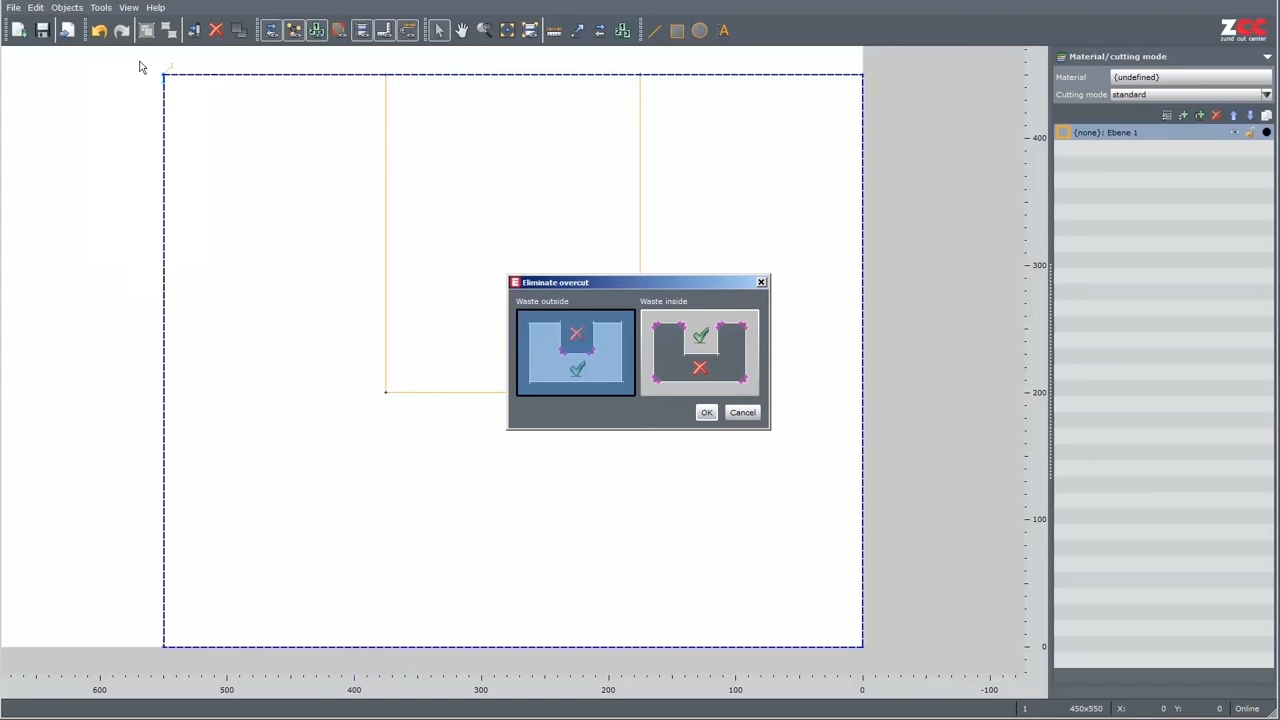 File Edit Objects Tools View Help
zcc
zund cut center
Material/cutting mode
Material {undefined}
Cutting mode standard
{none}: Ebene 1
Eliminate overcut
Waste outside Waste inside
OK Cancel
400
300
200
100
0
600 500 400 300 200 100 0 -100
1 450x550 X: 0 Y: 0 Online